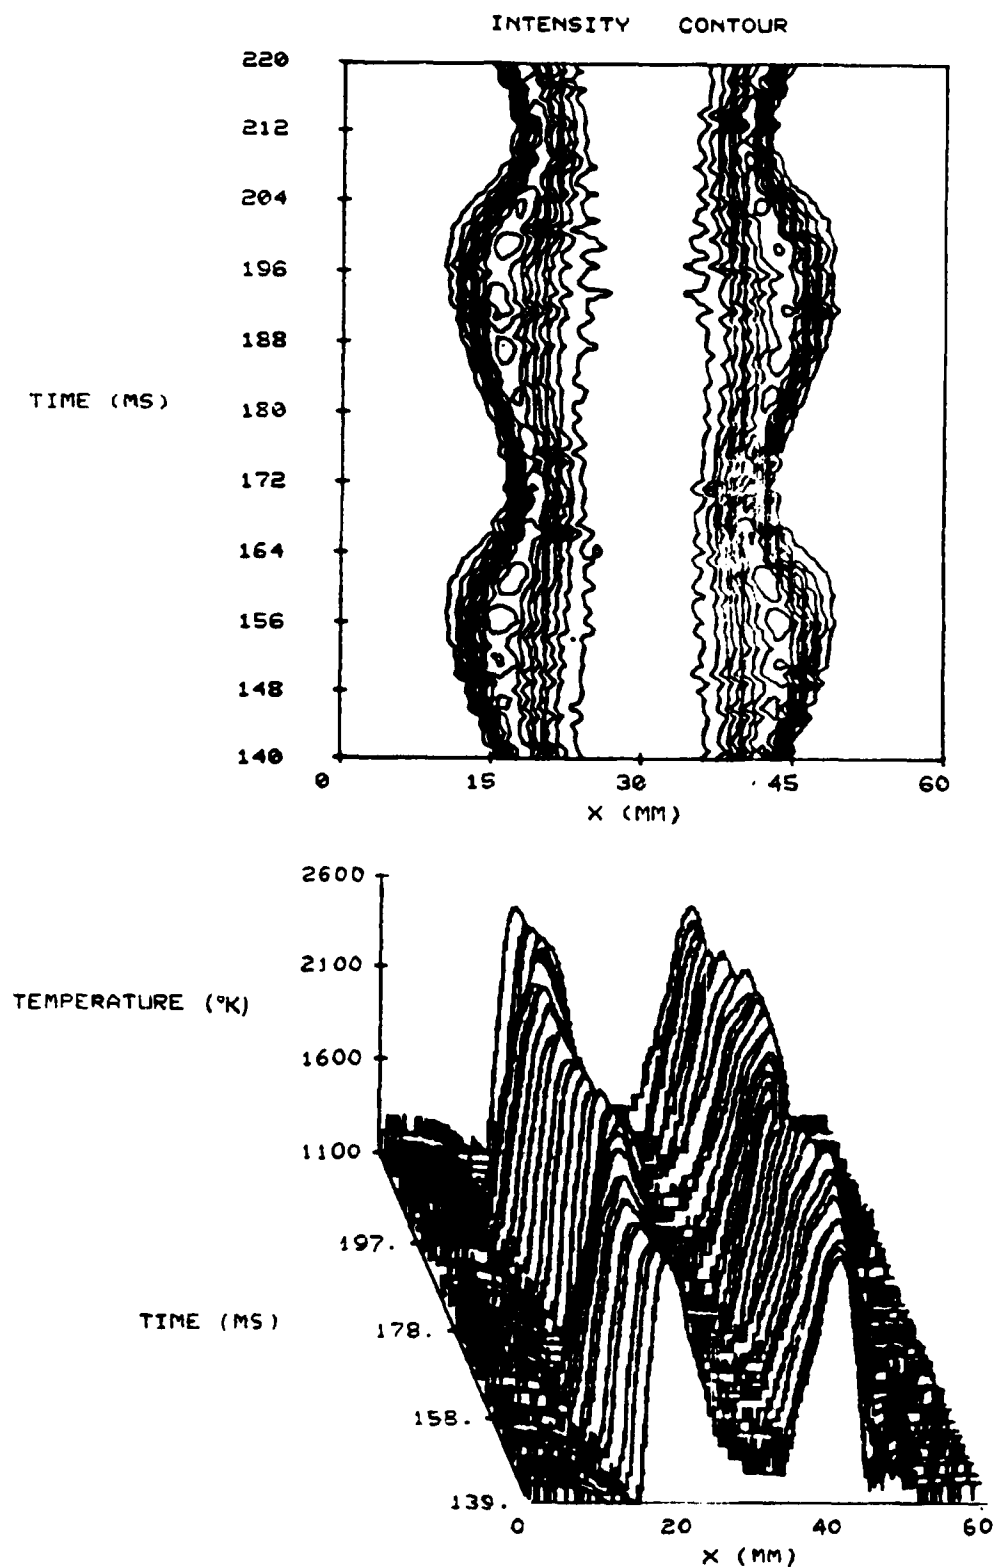 INTENSITY CONTOUR
220
212
204
196
188
TIME (MS)
180
172
164
156
148
140
0 15 30 45 60
X (MM)
2600
2100
TEMPERATURE (°K)
1600
1100
197.
TIME (MS)
178.
158.
139.
0 20 40 60
X (MM)